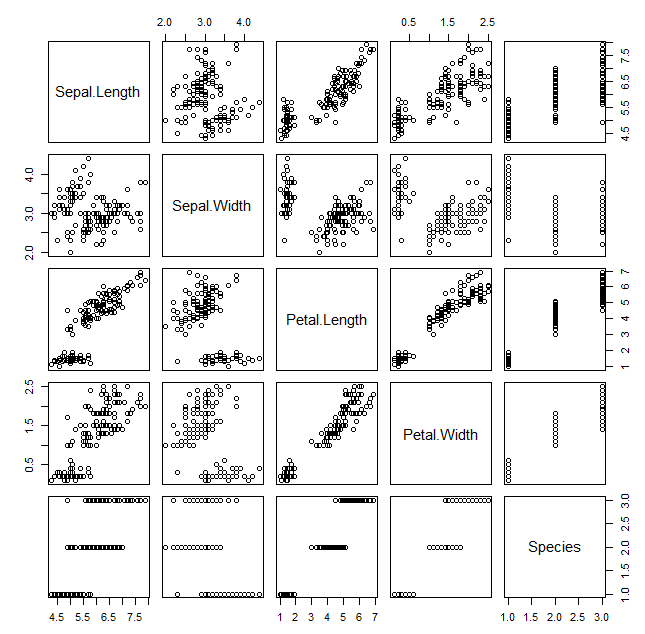 2.0 3.0 4.0 0.5 1.5 2.5
Sepal.Length
4.5 5.5 6.5 7.5
2.0 3.0 4.0
Sepal.Width
Petal.Length
1 2 3 4 5 6 7
0.5 1.5 2.5
Petal.Width
Species
1.0 1.5 2.0 2.5 3.0
4.5 5.5 6.5 7.5 1 2 3 4 5 6 7 1.0 2.0 3.0